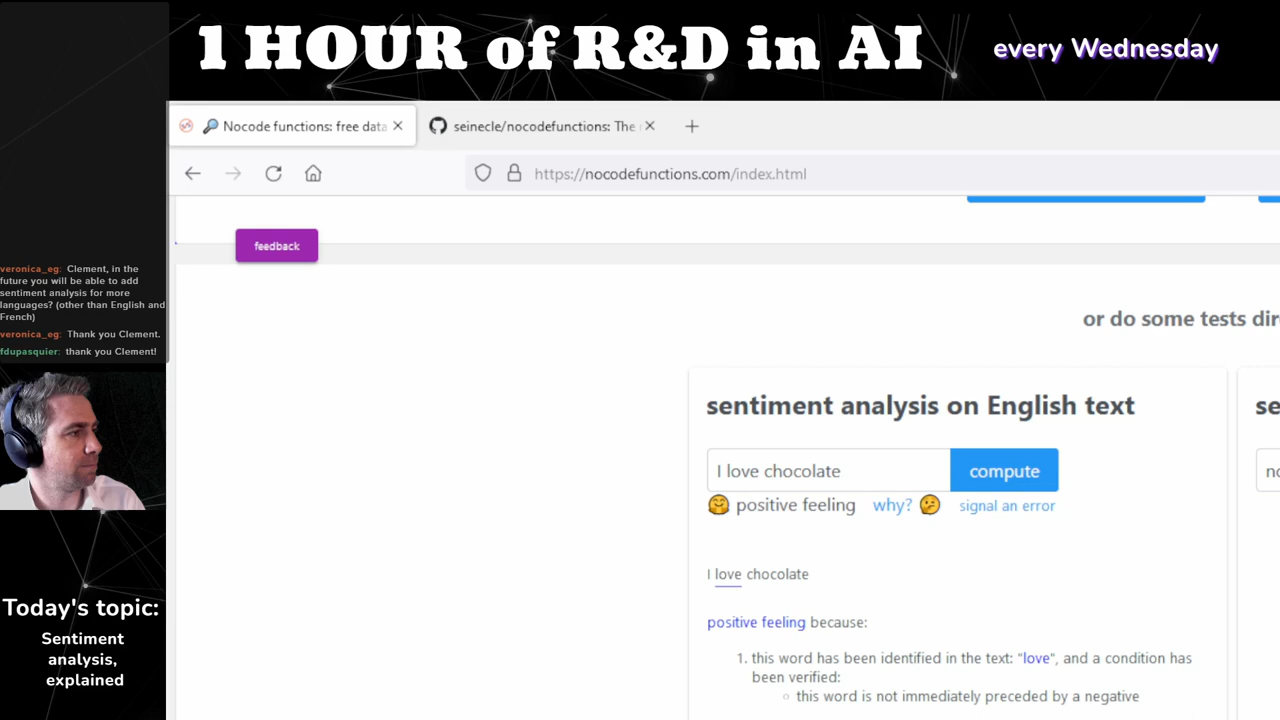 1 HOUR of R&D in AI
every Wednesday
Nocode functions: free data
seinecle/nocodefunctions: The
https://nocodefunctions.com/index.html
feedback
veronica_eg: Clement, in the
future you will be able to add
sentiment analysis for more
languages? (other than English and
French)
veronica_eg: Thank you Clement.
fdupasquier: thank you Clement!
or do some tests dir
sentiment analysis on English text
se
I love chocolate
compute
no
positive feeling why? signal an error
I love chocolate
positive feeling because:
1. this word has been identified in the text: "love", and a condition has
been verified:
this word is not immediately preceded by a negative
Today's topic:
Sentiment
analysis,
explained